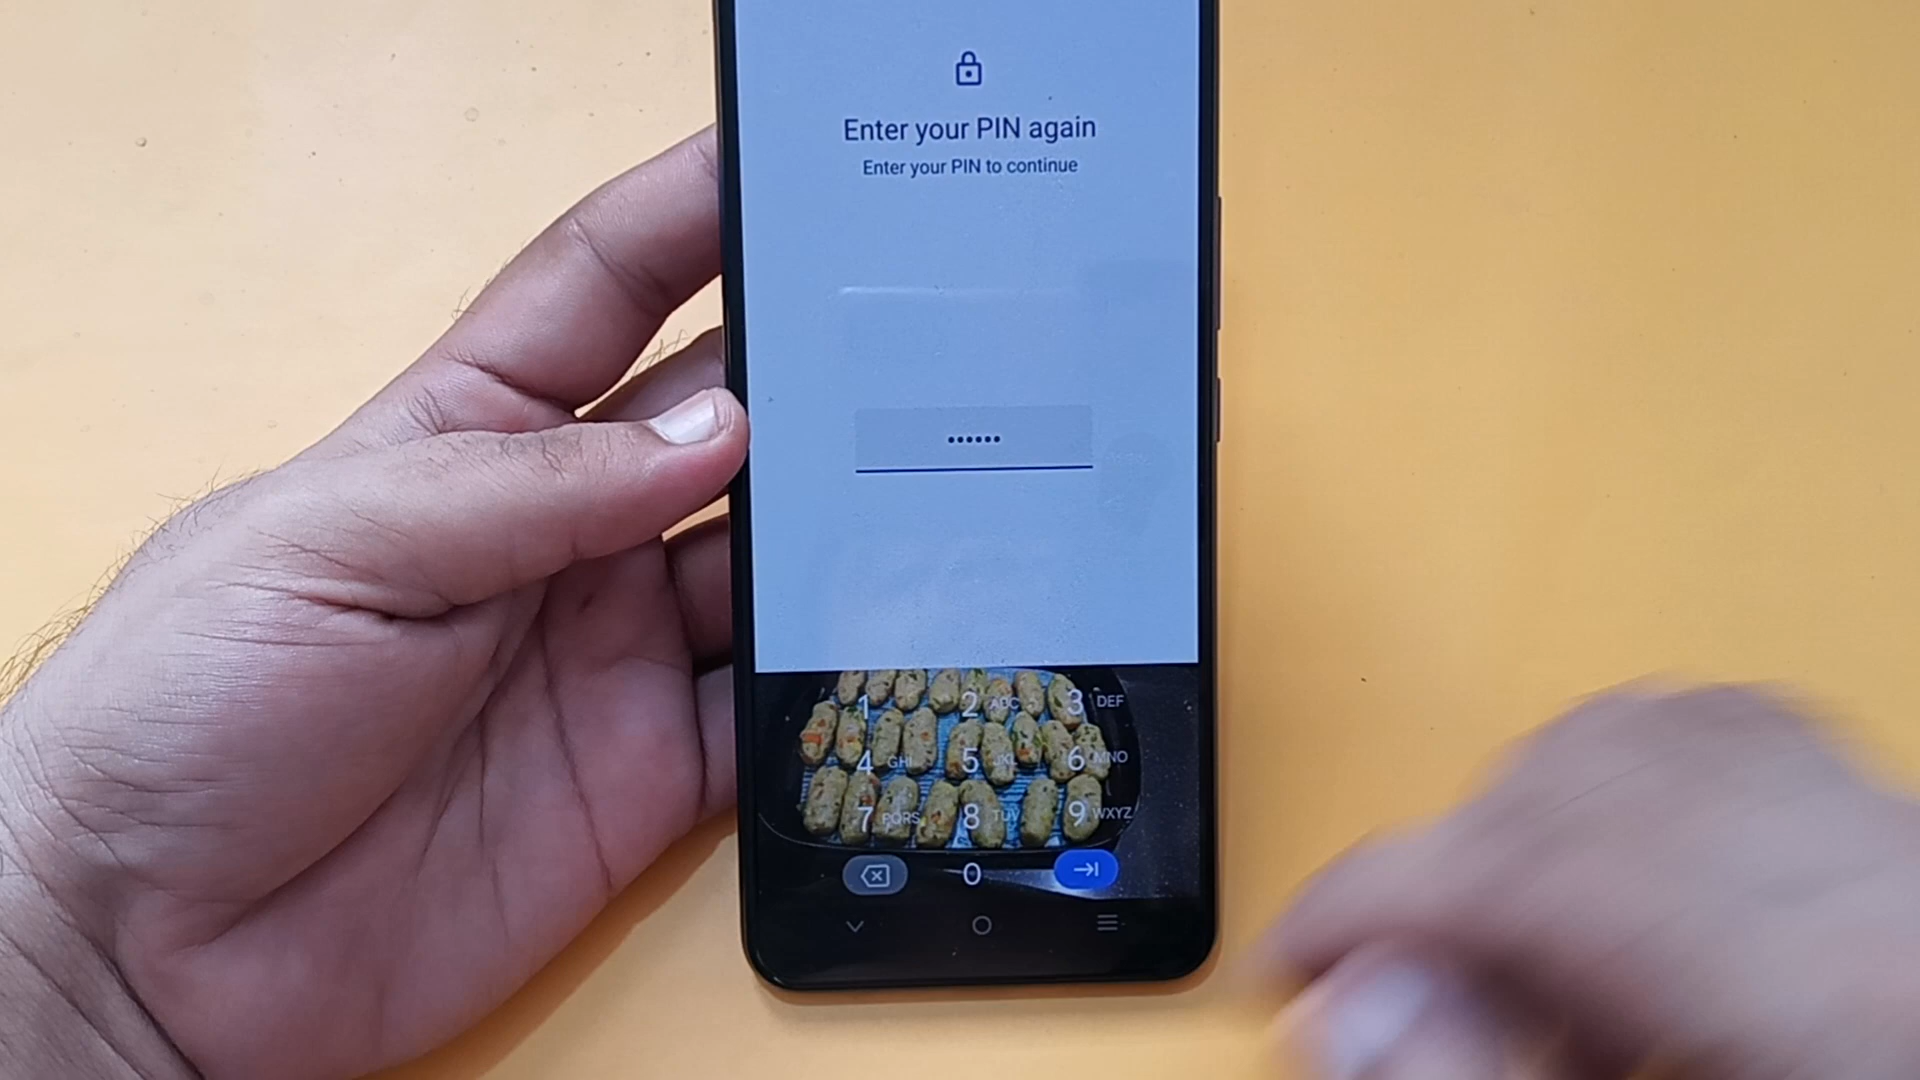 Enter your PIN again
Enter your PIN to continue
••••••
1 2 ABC 3 DEF
4 GHI 5 JKL 6 MNO
7 PQRS 8 TUV 9 WXYZ
0